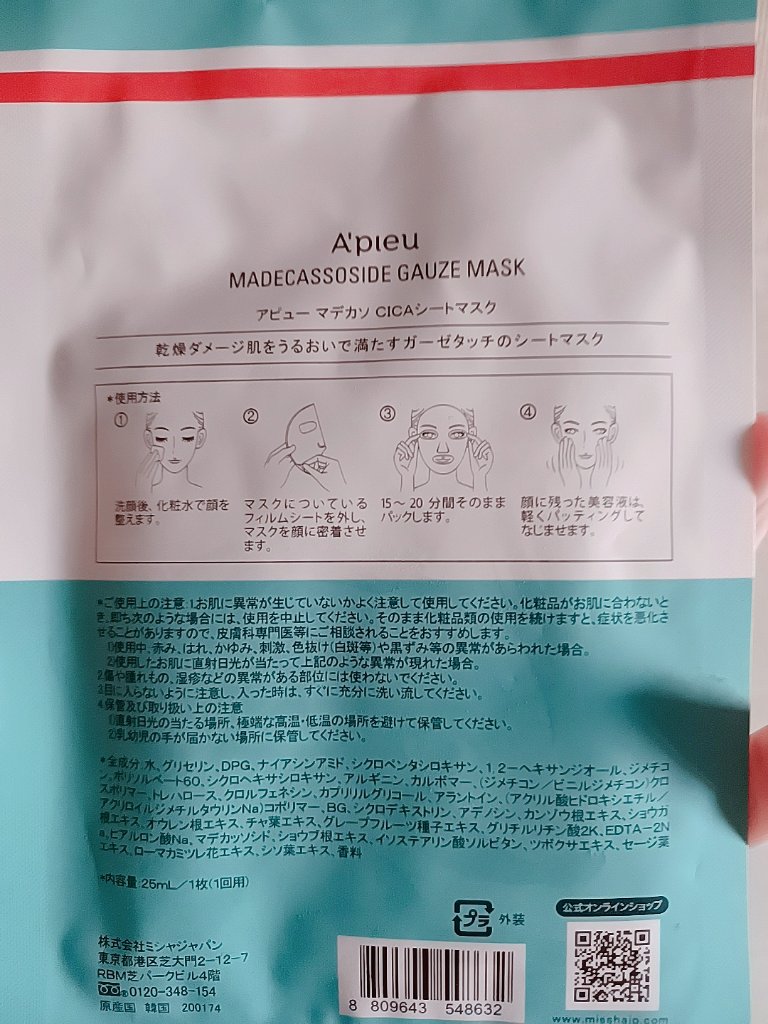 A'pieu
MADECASSOSIDE GAUZE MASK
アピュー マデカソ CICAシートマスク
乾燥ダメージ肌をうるおいで満たすガーゼタッチのシートマスク
*使用方法
①
洗顔後、化粧水で顔を
整えます。
②
マスクについている
フィルムシートを外し、
マスクを顔に密着させ
ます。
③
15～20 分間そのまま
パックします。
④
顔に残った美容液は、
軽くパッティングして
なじませます。
*ご使用上の注意:1.お肌に異常が生じていないかよく注意して使用してください。化粧品がお肌に合わないと
き、即ち次のような場合には、使用を中止してください。そのまま化粧品類の使用を続けますと、症状を悪化さ
せることがありますので、皮膚科専門医等にご相談されることをおすすめします。
1)使用中、赤み、はれ、かゆみ、刺激、色抜け(白斑等)や黒ずみ等の異常があらわれた場合。
2)使用したお肌に直射日光が当たって上記のような異常が現れた場合。
2.傷や腫れもの、湿疹などの異常がある部位には使わないでください。
3.目に入らないように注意し、入った時は、すぐに充分に洗い流してください。
4.保管及び取り扱い上の注意
1)直射日光の当たる場所、極端な高温・低温の場所を避けて保管してください。
2)乳幼児の手が届かない場所に保管してください。
*全成分:水、グリセリン、DPG、ナイアシンアミド、シクロペンタシロキサン、1,2-ヘキサンジオール、ジメチコ
ン、ポリソルベート60、シクロヘキサシロキサン、アルギニン、カルボマー、(ジメチコン/ビニルジメチコン)クロ
スポリマー、トレハロース、クロルフェネシン、カプリリルグリコール、アラントイン、(アクリル酸ヒドロキシエチル/
アクリロイルジメチルタウリンNa)コポリマー、BG、シクロデキストリン、アデノシン、カンゾウ根エキス、ショウガ
根エキス、オウレン根エキス、チャ葉エキス、グレープフルーツ種子エキス、グリチルリチン酸2K、EDTA-2N
a、ヒアルロン酸Na、マデカッソシド、ショウブ根エキス、イソステアリン酸ソルビタン、ツボクサエキス、セージ葉
エキス、ローマカミツレ花エキス、シソ葉エキス、香料
*内容量:25mL/1枚(1回用)
プラ 外装
公式オンラインショップ
株式会社ミシャジャパン
東京都港区芝大門2-12-7
RBM芝パークビル4階
0120-348-154
原産国 韓国 200174
8 809643 548632
www.misshajp.com